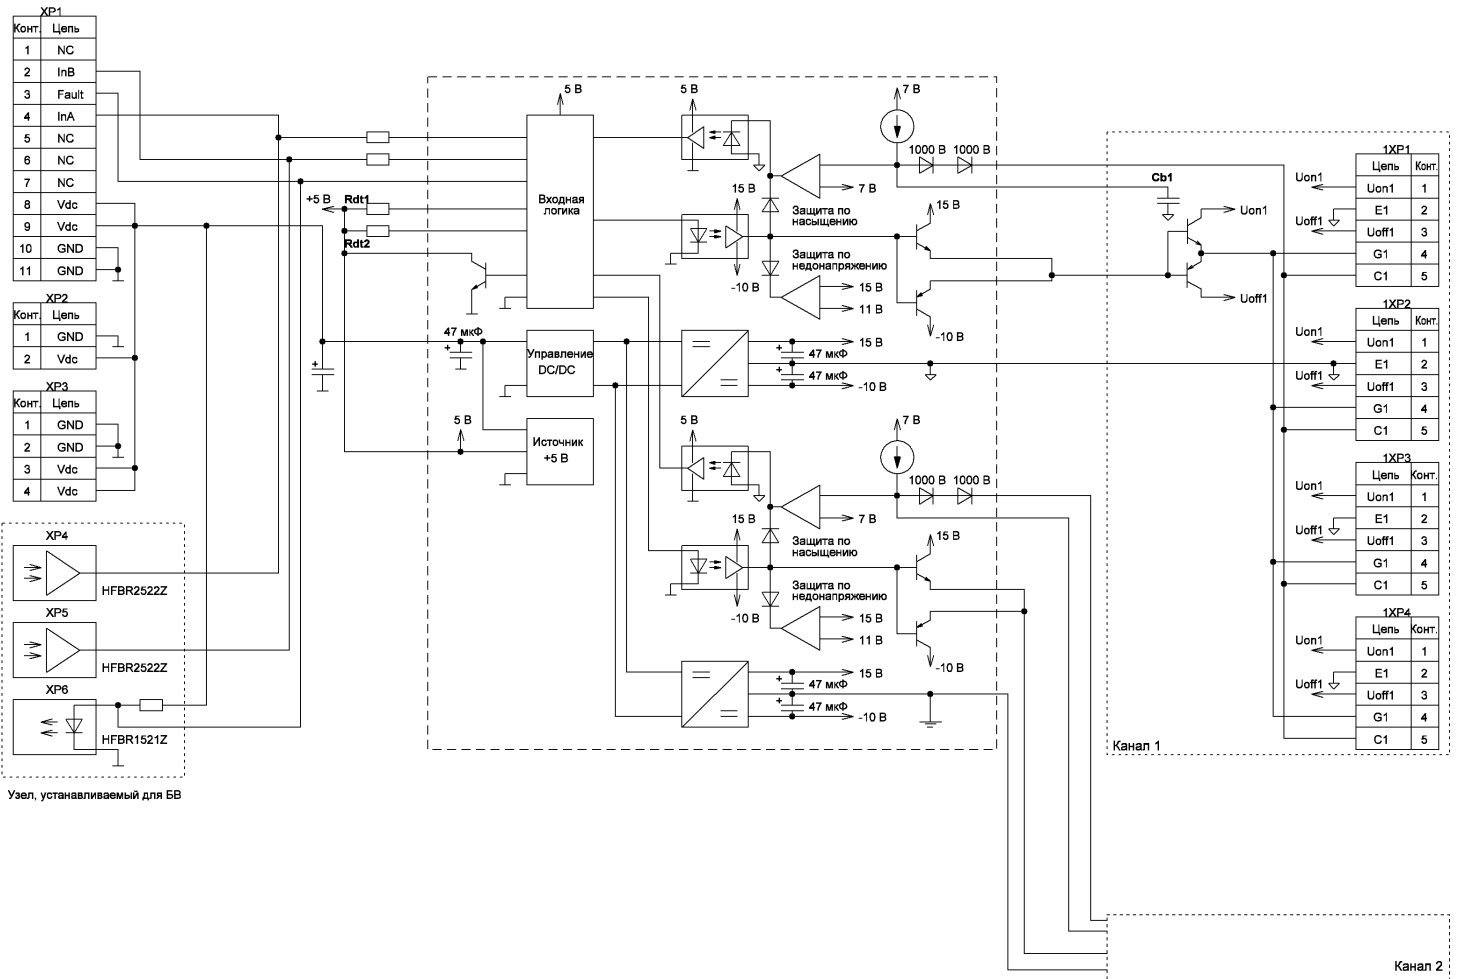 XP1
Конт. Цепь
1 NC
2 InB
3 Fault
4 InA
5 NC
6 NC
7 NC
8 Vdc
9 Vdc
10 GND
11 GND
XP2
Конт. Цепь
1 GND
2 Vdc
XP3
Конт. Цепь
1 GND
2 GND
3 Vdc
4 Vdc
XP4
HFBR2522Z
XP5
HFBR2522Z
XP6
HFBR1521Z
Узел, устанавливаемый для БВ
+5 В
Rdt1
Rdt2
+
+
47 мкФ
5 В
Входная
логика
Управление
DC/DC
5 В
Источник
+5 В
5 В
7 В
1000 В 1000 В
7 В
Защита по
насыщению
15 В
15 В
Защита по
недонапряжению
-10 В
15 В
11 В
-10 В
15 В
+ 47 мкФ
+ 47 мкФ
-10 В
5 В
7 В
1000 В 1000 В
7 В
Защита по
насыщению
15 В
15 В
Защита по
недонапряжению
-10 В
15 В
11 В
-10 В
15 В
+ 47 мкФ
+ 47 мкФ
-10 В
Cb1
Uon1
Uoff1
1XP1
Цепь Конт.
Uon1 Uon1 1
E1 2
Uoff1 Uoff1 3
G1 4
C1 5
1XP2
Цепь Конт.
Uon1 Uon1 1
E1 2
Uoff1 Uoff1 3
G1 4
C1 5
1XP3
Цепь Конт.
Uon1 Uon1 1
E1 2
Uoff1 Uoff1 3
G1 4
C1 5
1XP4
Цепь Конт.
Uon1 Uon1 1
E1 2
Uoff1 Uoff1 3
G1 4
C1 5
Канал 1
Канал 2